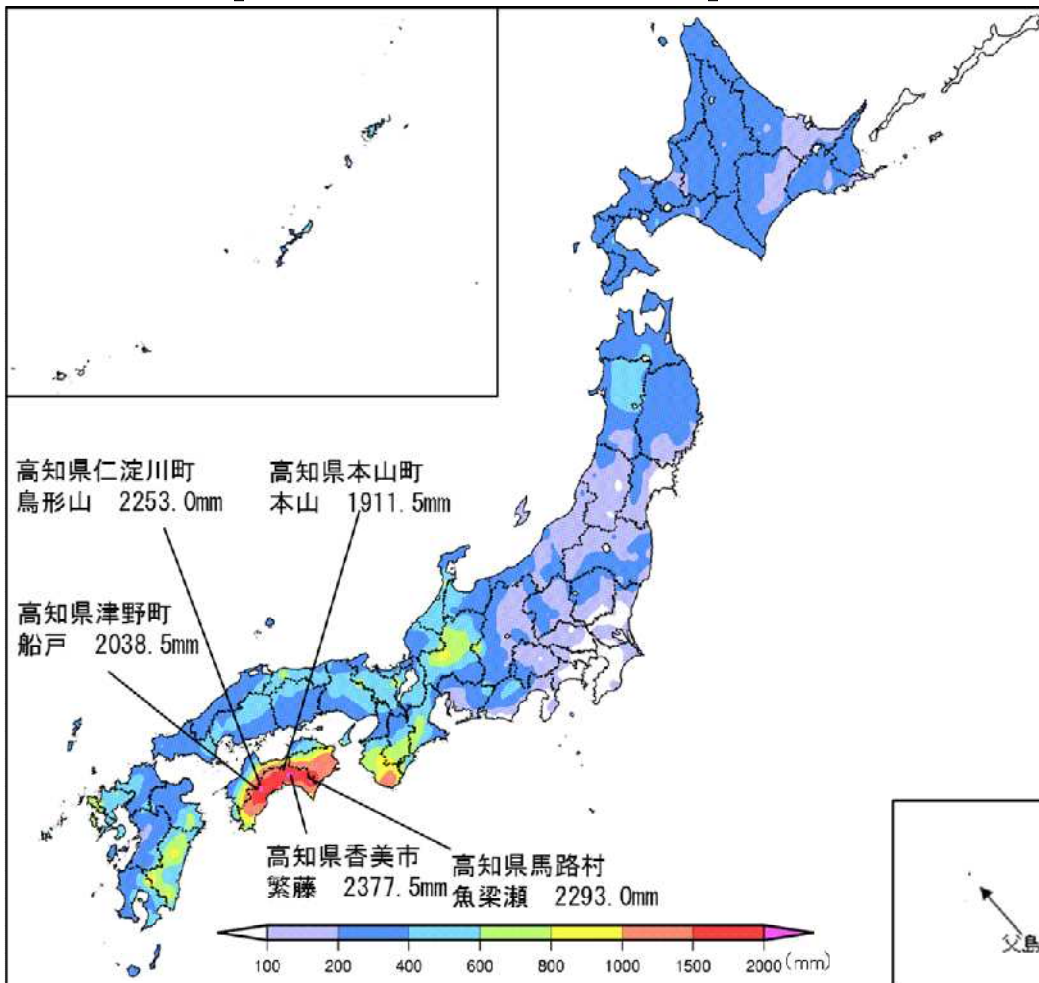 高知県仁淀川町
鳥形山 2253.0mm
高知県本山町
本山 1911.5mm
高知県津野町
船戸 2038.5mm
高知県香美市
繁藤 2377.5mm
高知県馬路村
魚梁瀬 2293.0mm
100 200 400 600 800 1000 1500 2000 (mm)
父島